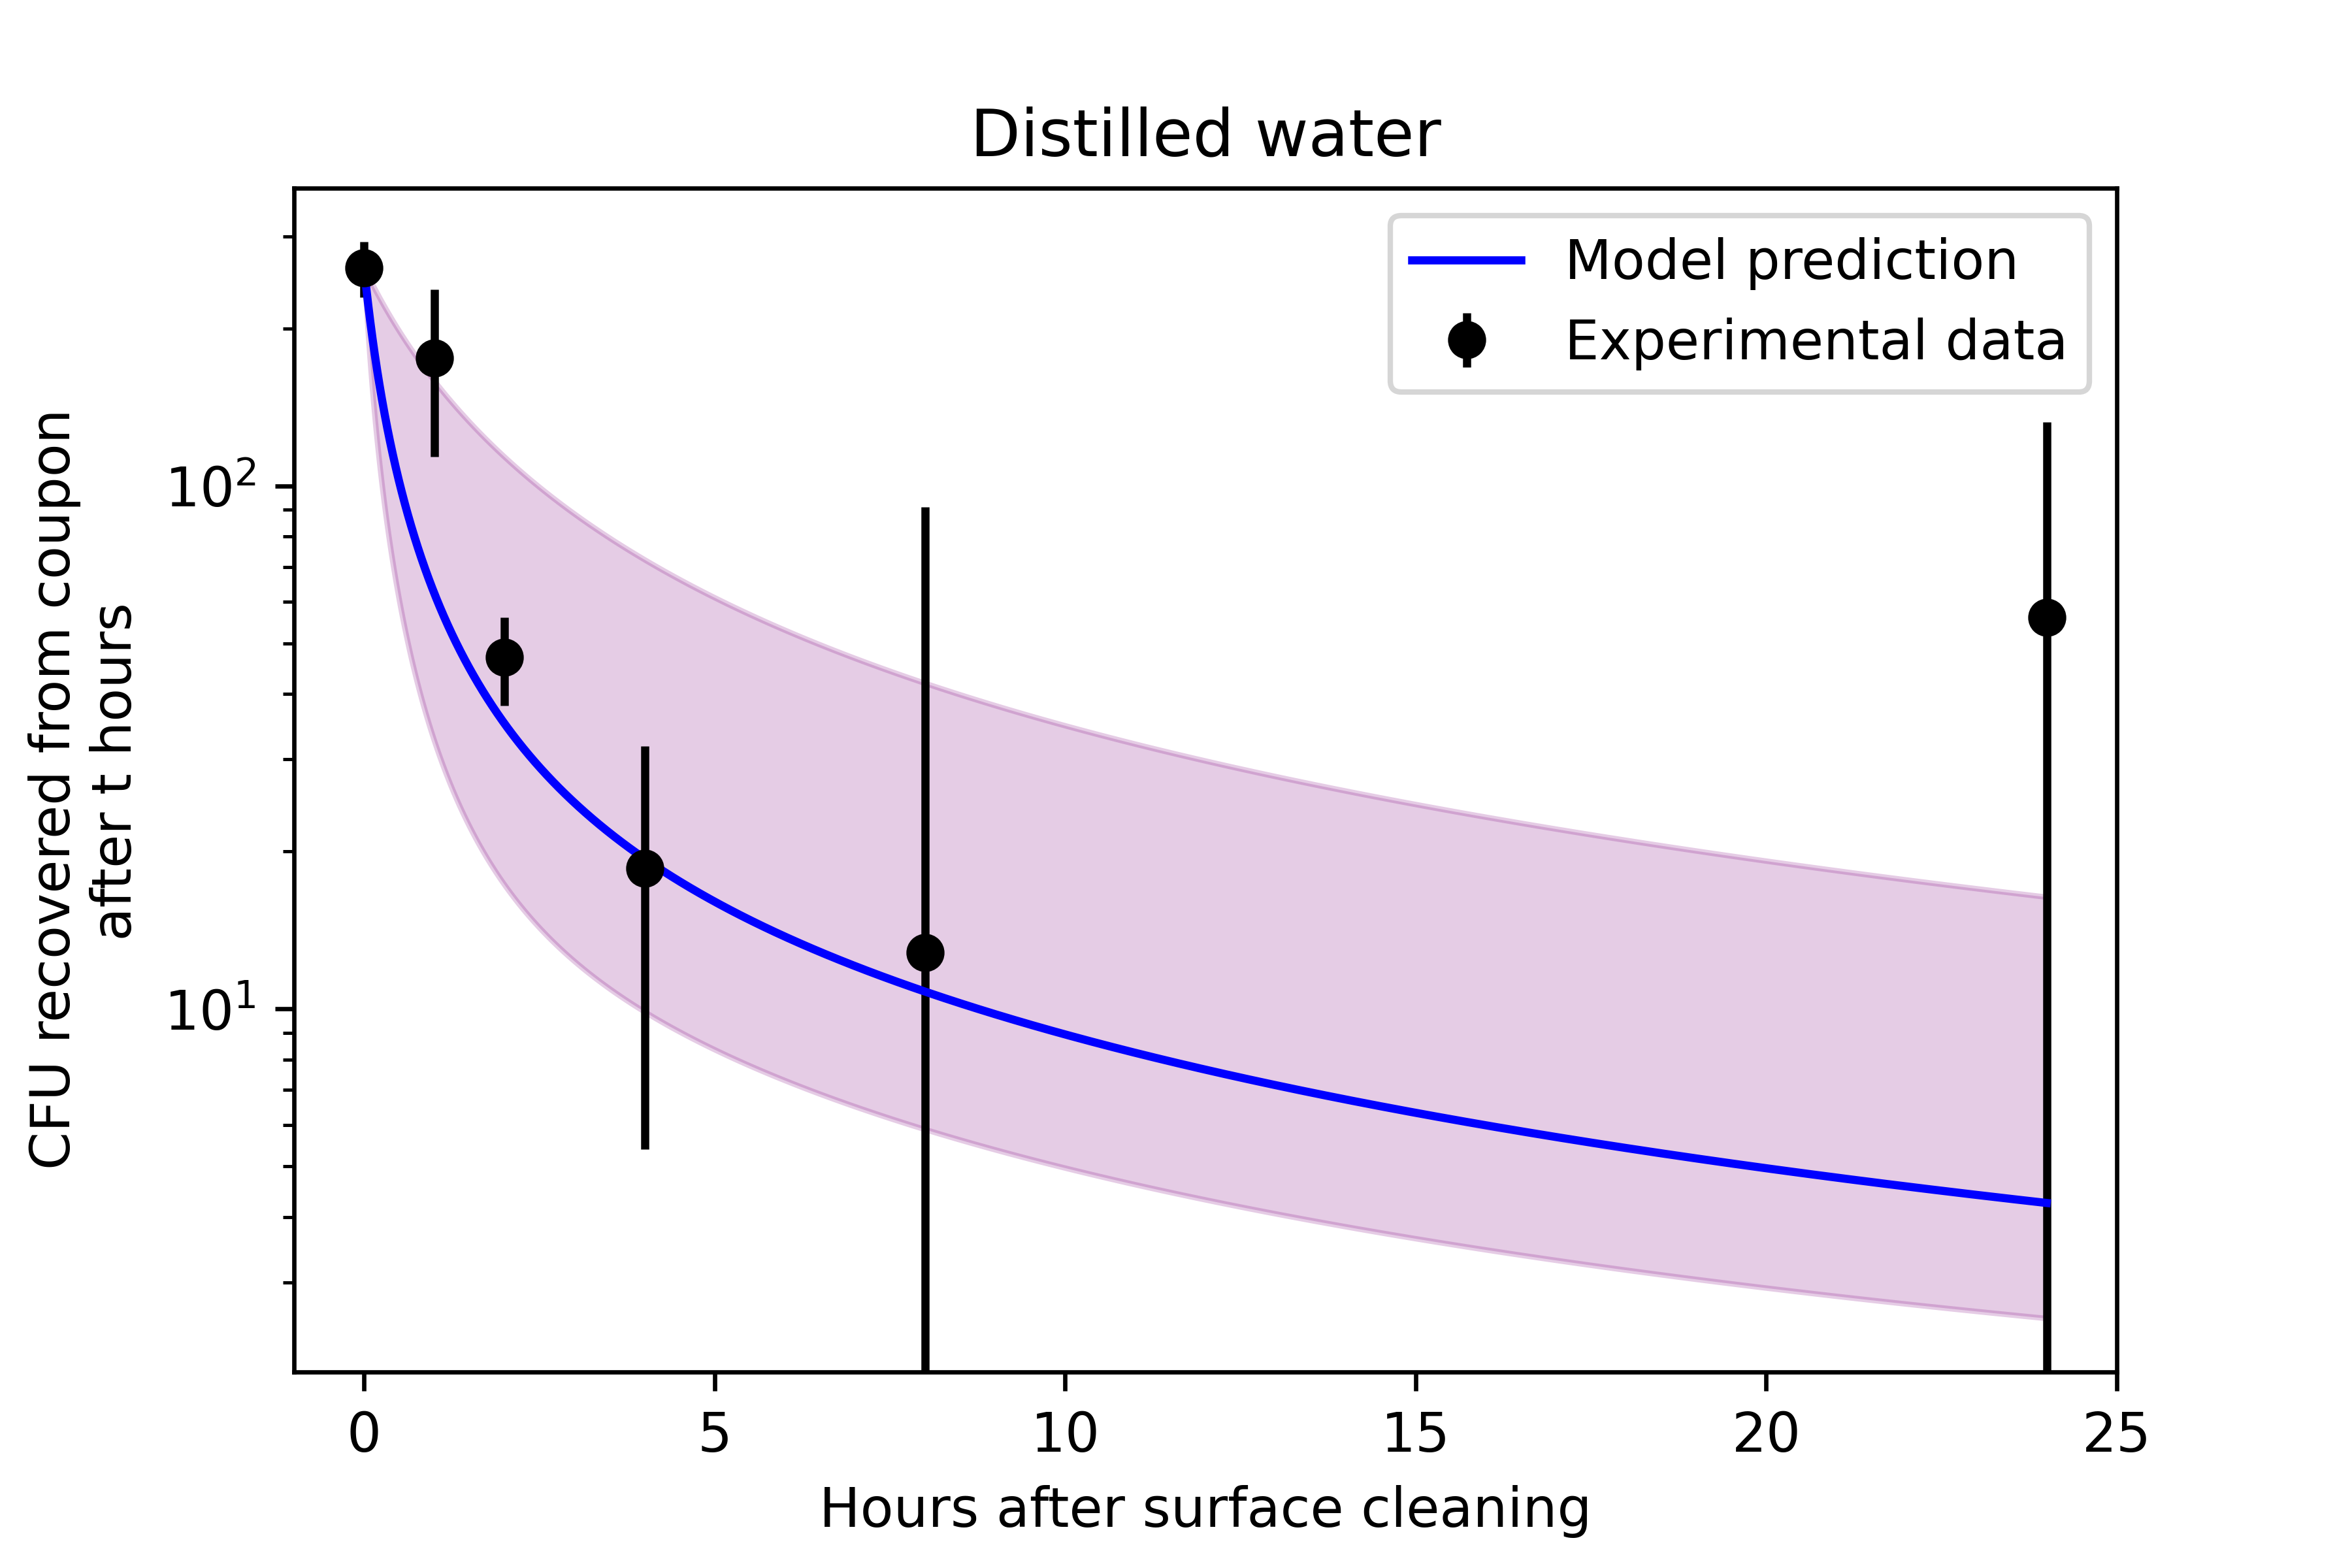 Distilled water
Model prediction
Experimental data
CFU recovered from coupon
after t hours
10²
10¹
0 5 10 15 20 25
Hours after surface cleaning